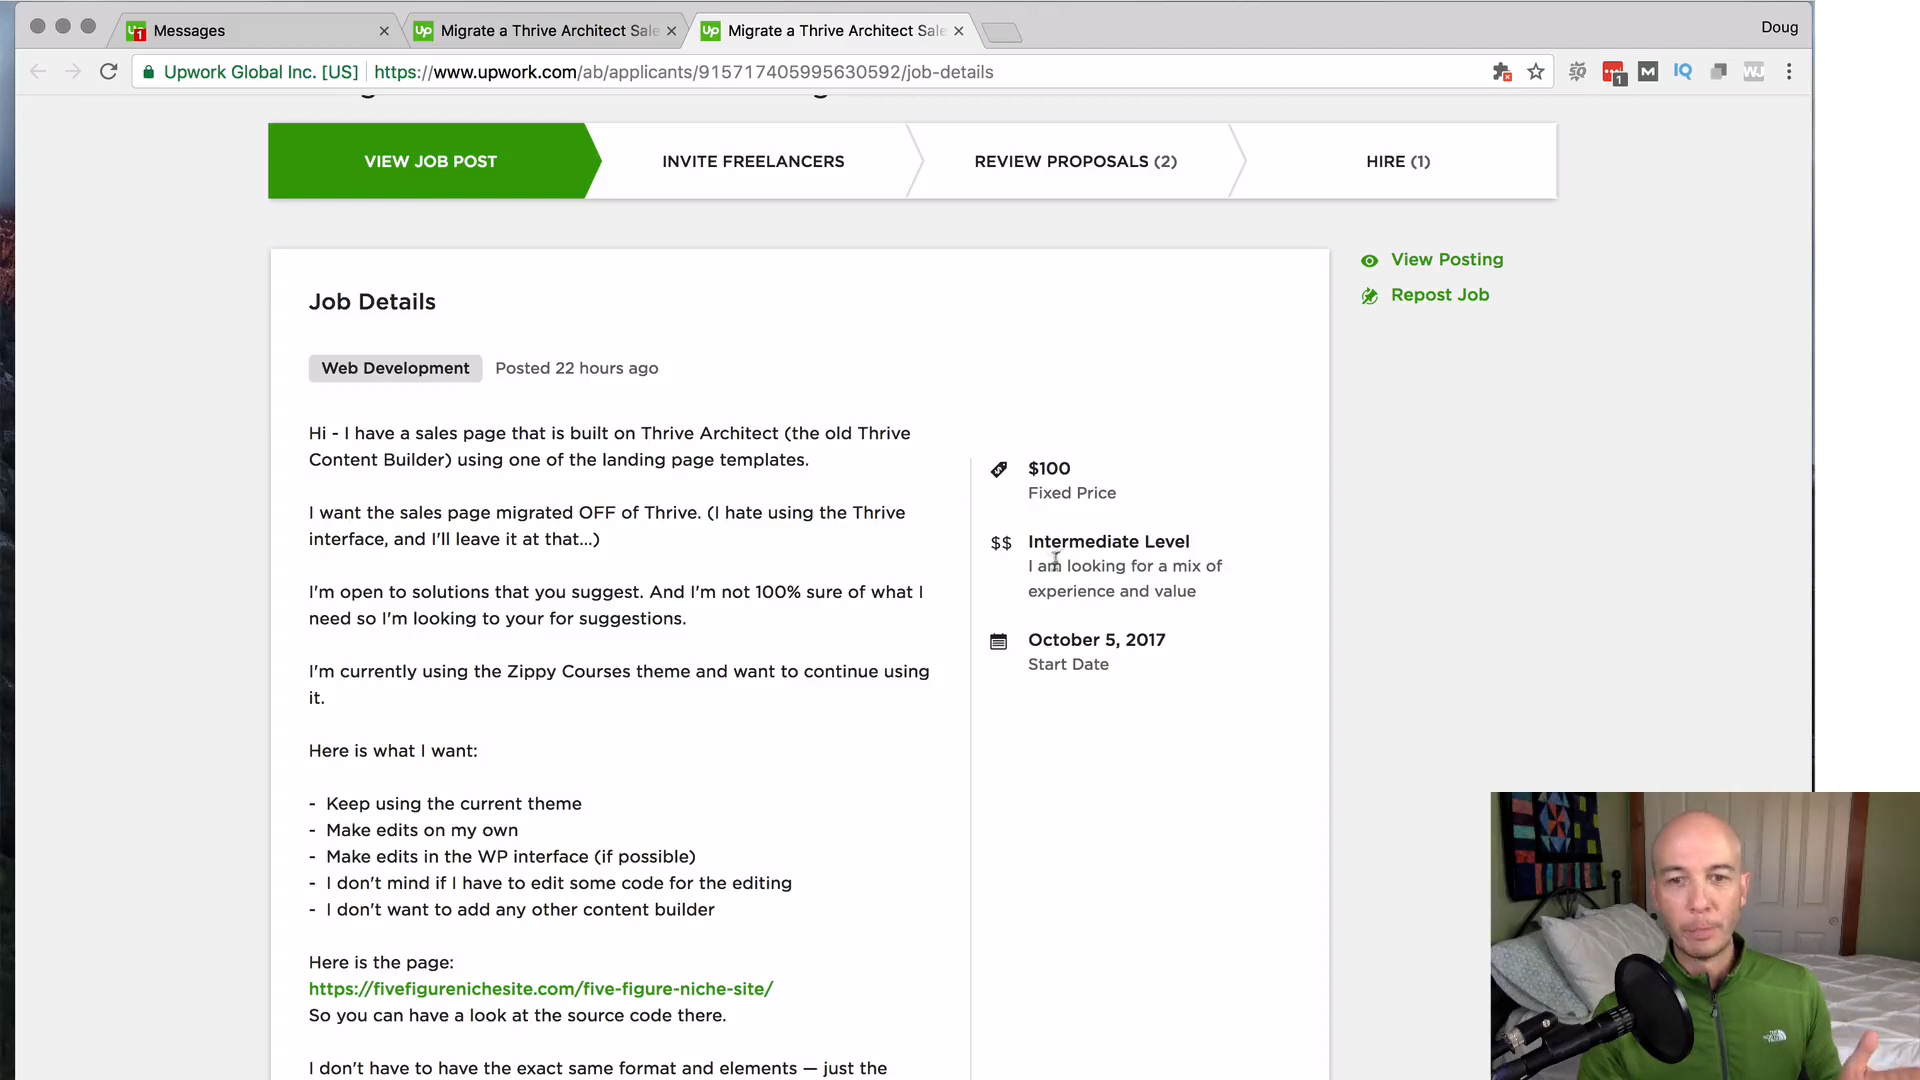 Messages
Up Migrate a Thrive Architect Sale
Up Migrate a Thrive Architect Sale
Doug
Upwork Global Inc. [US] https://www.upwork.com/ab/applicants/915717405995630592/job-details
VIEW JOB POST
INVITE FREELANCERS
REVIEW PROPOSALS (2)
HIRE (1)
View Posting
Repost Job
Job Details
Web Development Posted 22 hours ago
Hi - I have a sales page that is built on Thrive Architect (the old Thrive
Content Builder) using one of the landing page templates.
I want the sales page migrated OFF of Thrive. (I hate using the Thrive
interface, and I'll leave it at that...)
I'm open to solutions that you suggest. And I'm not 100% sure of what I
need so I'm looking to your for suggestions.
I'm currently using the Zippy Courses theme and want to continue using
it.
Here is what I want:
- Keep using the current theme
- Make edits on my own
- Make edits in the WP interface (if possible)
- I don't mind if I have to edit some code for the editing
- I don't want to add any other content builder
Here is the page:
https://fivefigurenichesite.com/five-figure-niche-site/
So you can have a look at the source code there.
I don't have to have the exact same format and elements — just the
$100
Fixed Price
$$ Intermediate Level
I am looking for a mix of
experience and value
October 5, 2017
Start Date